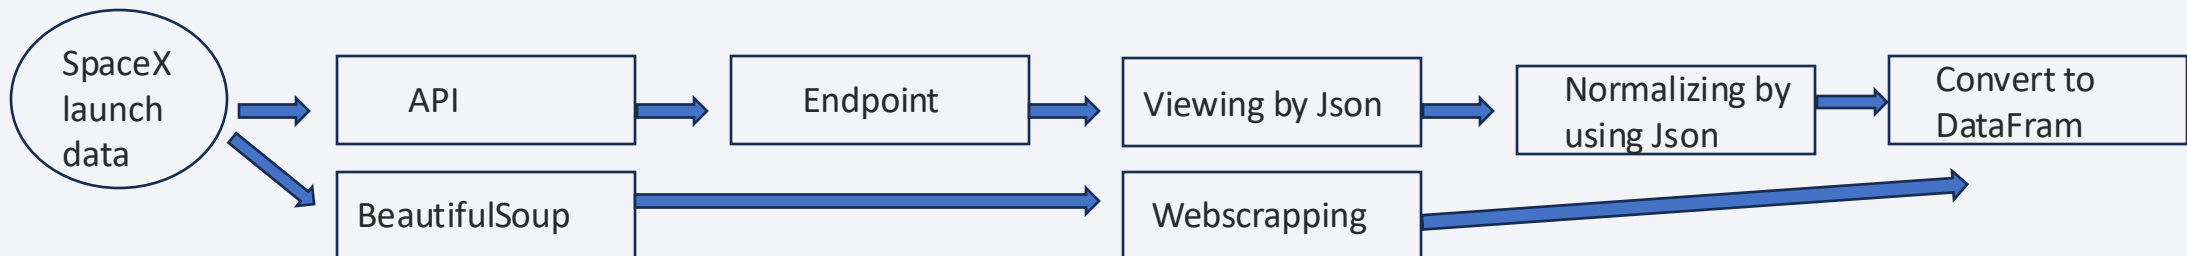 SpaceX
launch
data
API
Endpoint
Viewing by Json
Normalizing by
using Json
Convert to
DataFram
BeautifulSoup
Webscrapping